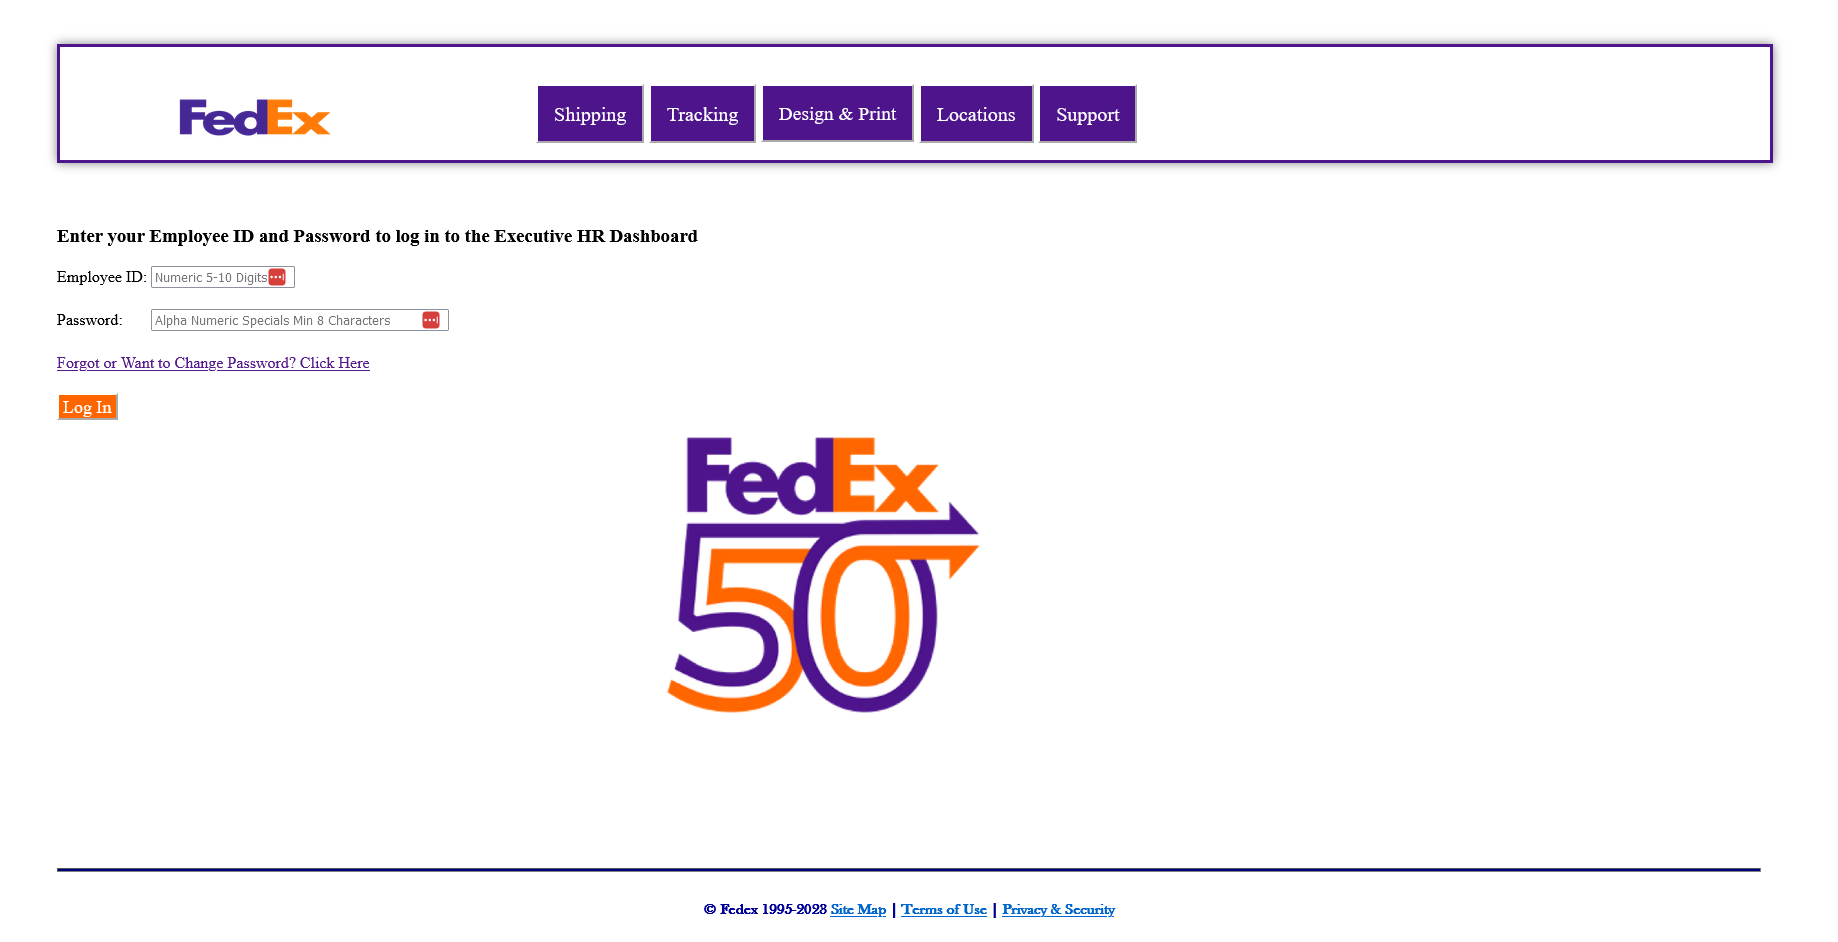 FedEx
Shipping Tracking Design & Print Locations Support
Enter your Employee ID and Password to log in to the Executive HR Dashboard
Employee ID: Numeric 5-10 Digits
Password: Alpha Numeric Specials Min 8 Characters
Forgot or Want to Change Password? Click Here
Log In
FedEx
50
© Fedex 1995-2023 Site Map | Terms of Use | Privacy & Security